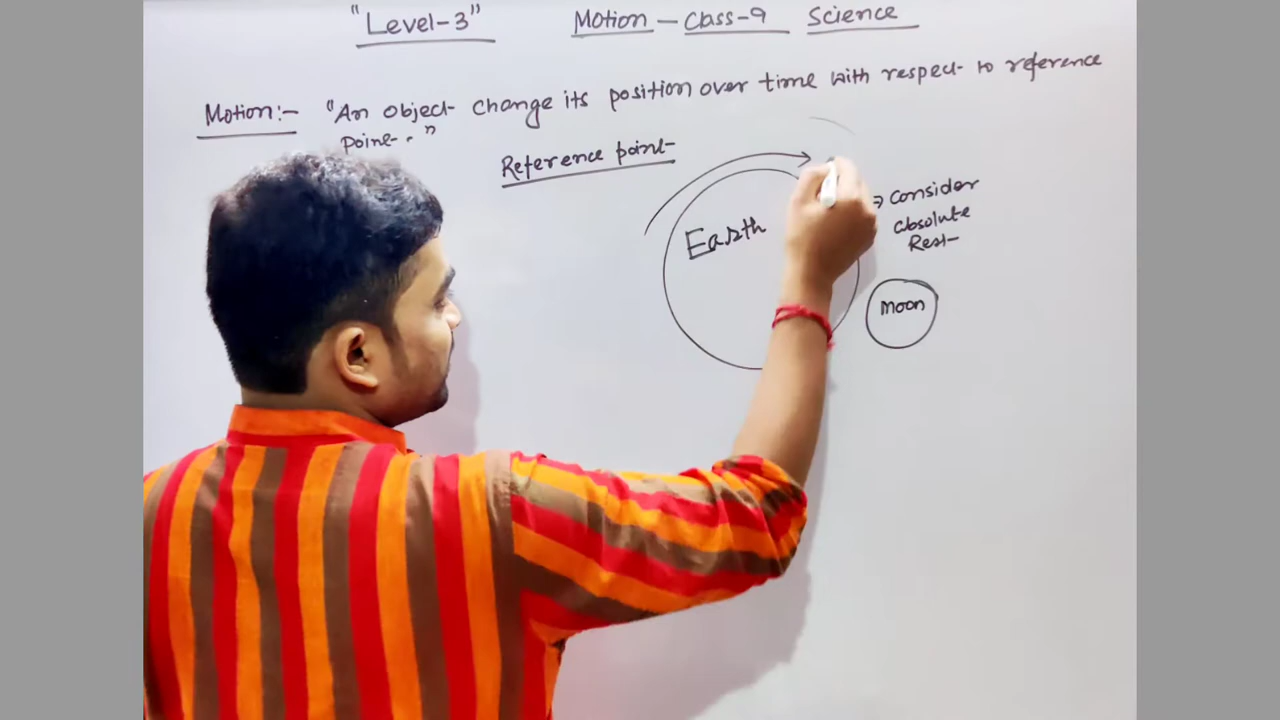 "Level-3" Motion - Class-9 Science
Motion:- "An object change its position over time with respect to reference
point."
Reference point
Earth
→ Consider
absolute
Rest
Moon